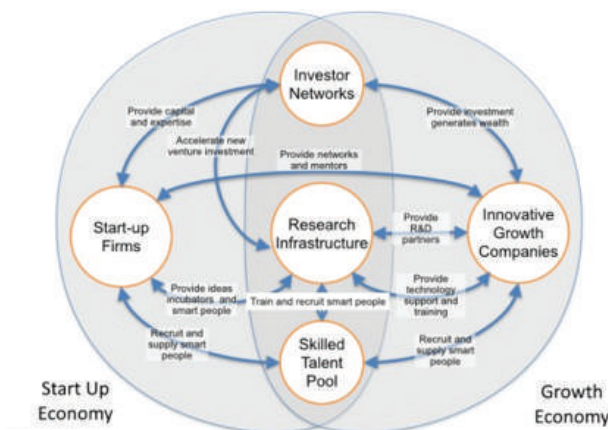 Investor
Networks
Provide capital
and expertise
Provide investment
generates wealth
Accelerate new
venture investment
Provide networks
and mentors
Start-up
Firms
Research
Infrastructure
Provide
R&D
partners
Innovative
Growth
Companies
Provide ideas
incubators and
smart people
Train and recruit smart people
Provide
technology
support and
training
Recruit and
supply smart
people
Skilled
Talent
Pool
Recruit and
supply smart
people
Start Up
Economy
Growth
Economy